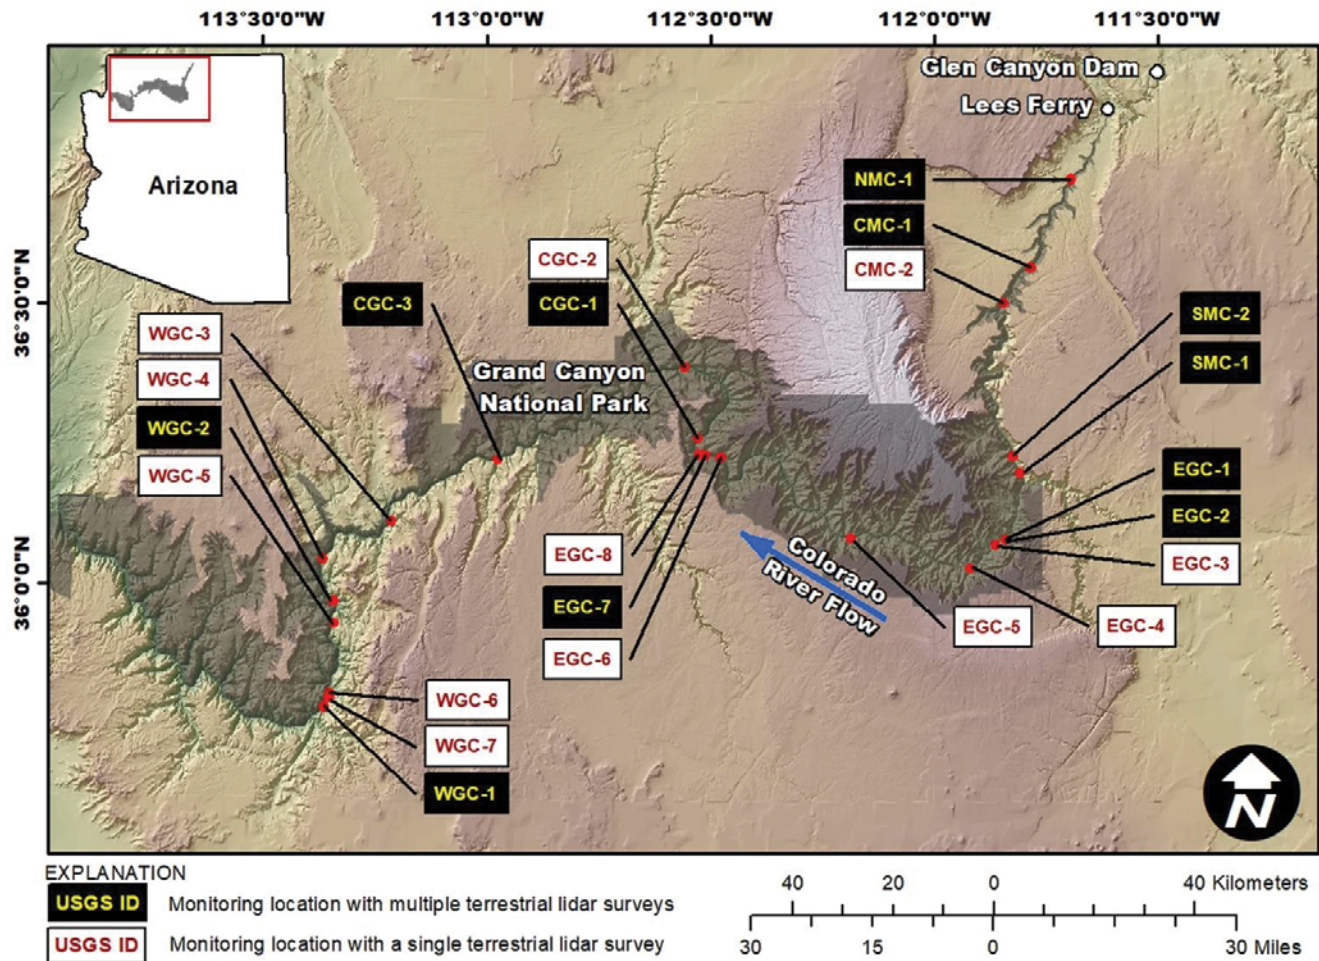 113°30'0"W
113°0'0"W
112°30'0"W
112°0'0"W
111°30'0"W
Glen Canyon Dam
Lees Ferry
Arizona
NMC-1
CMC-1
CMC-2
CGC-2
CGC-1
CGC-3
36°30'0"N
SMC-2
SMC-1
WGC-3
WGC-4
WGC-2
WGC-5
Grand Canyon
National Park
EGC-1
EGC-2
EGC-3
EGC-8
EGC-7
EGC-6
Colorado
River Flow
EGC-5
EGC-4
36°0'0"N
WGC-6
WGC-7
WGC-1
N
EXPLANATION
USGS ID Monitoring location with multiple terrestrial lidar surveys
USGS ID Monitoring location with a single terrestrial lidar survey
40 20 0 40 Kilometers
30 15 0 30 Miles